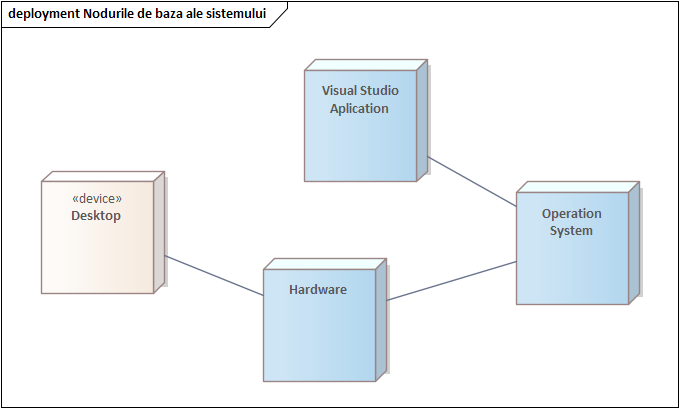 deployment Nodurile de baza ale sistemului
Visual Studio
Aplication
«device»
Desktop
Operation
System
Hardware